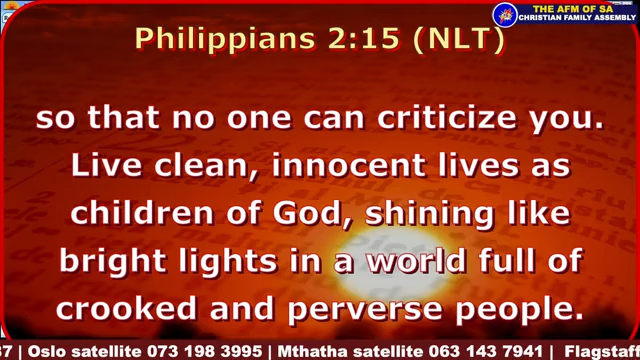 THE AFM OF SA
CHRISTIAN FAMILY ASSEMBLY
Philippians 2:15 (NLT)
so that no one can criticize you.
Live clean, innocent lives as
children of God, shining like
bright lights in a world full of
crooked and perverse people.
37 | Oslo satellite 073 198 3995 | Mthatha satellite 063 143 7941 | Flagstaff